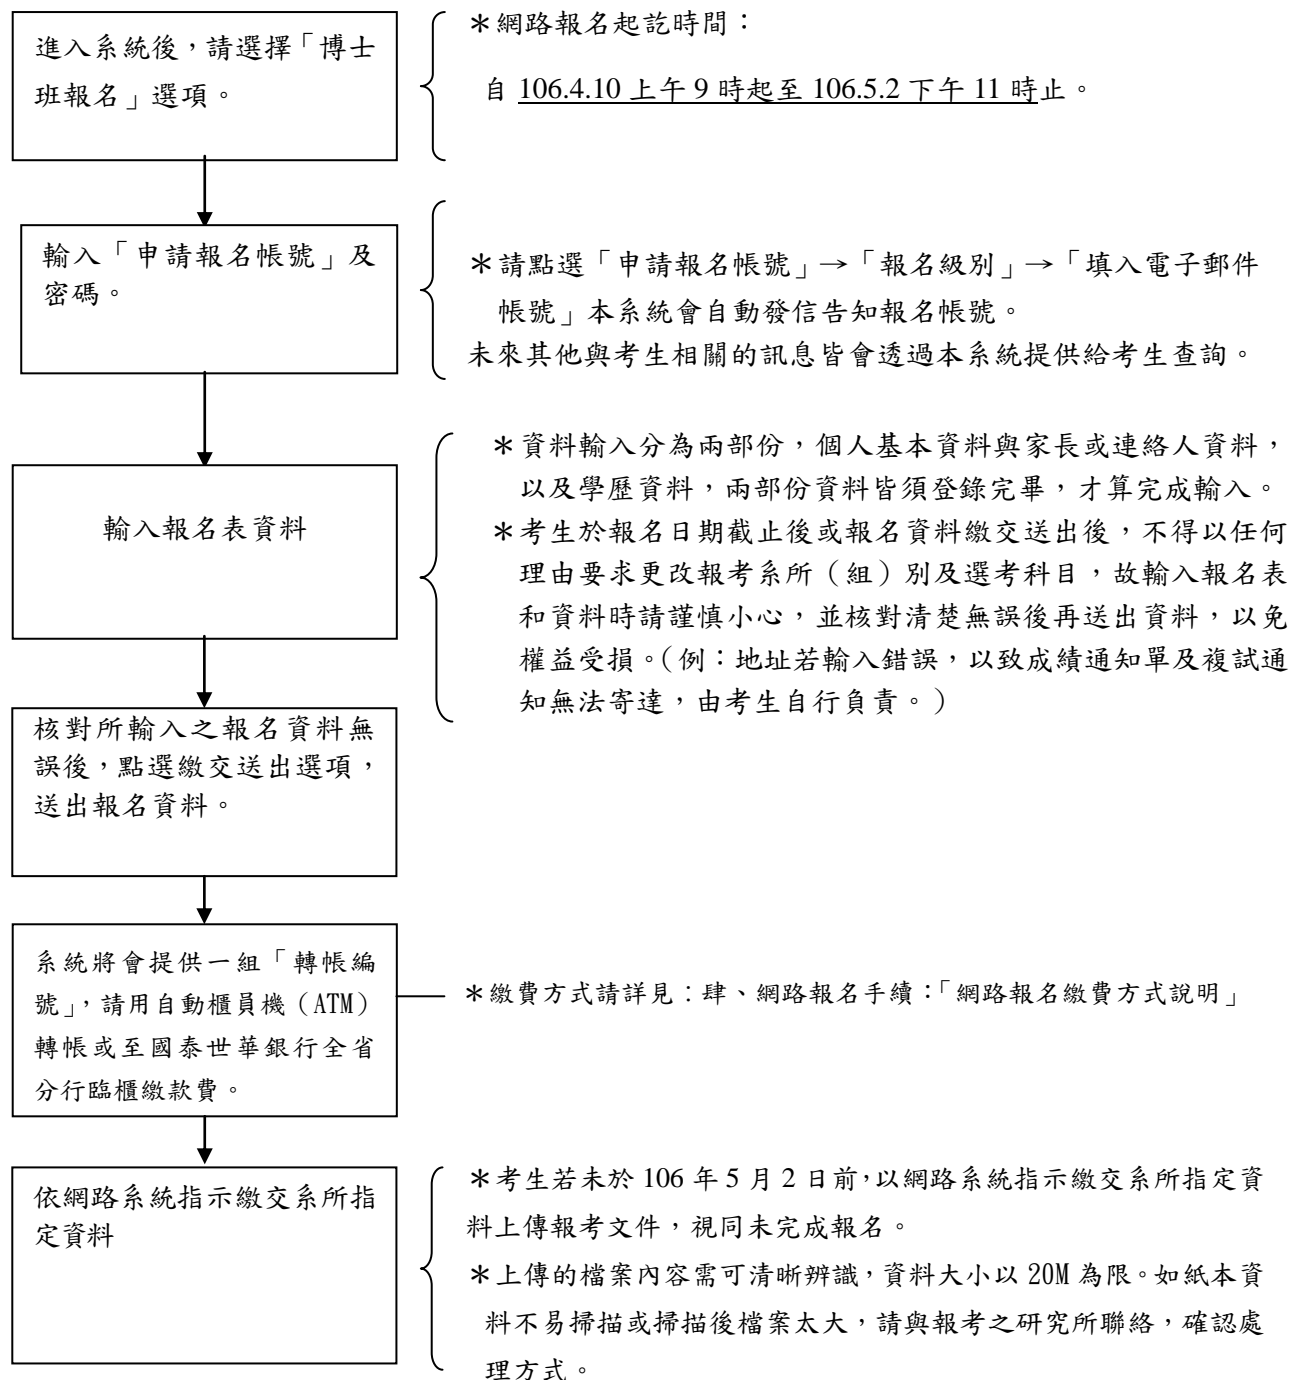 進入系統後，請選擇「博士
班報名」選項。
＊網路報名起訖時間：
自 106.4.10 上午 9 時起至 106.5.2 下午 11 時止。
輸入「申請報名帳號」及
密碼。
＊請點選「申請報名帳號」→「報名級別」→「填入電子郵件
帳號」本系統會自動發信告知報名帳號。
未來其他與考生相關的訊息皆會透過本系統提供給考生查詢。
輸入報名表資料
＊資料輸入分為兩部份，個人基本資料與家長或連絡人資料，
以及學歷資料，兩部份資料皆須登錄完畢，才算完成輸入。
＊考生於報名日期截止後或報名資料繳交送出後，不得以任何
理由要求更改報考系所（組）別及選考科目，故輸入報名表
和資料時請謹慎小心，並核對清楚無誤後再送出資料，以免
權益受損。（例：地址若輸入錯誤，以致成績通知單及複試通
知無法寄達，由考生自行負責。）
核對所輸入之報名資料無
誤後，點選繳交送出選項，
送出報名資料。
系統將會提供一組「轉帳編
號」，請用自動櫃員機（ATM）
轉帳或至國泰世華銀行全省
分行臨櫃繳款費。
＊繳費方式請詳見：肆、網路報名手續：「網路報名繳費方式說明」
依網路系統指示繳交系所指
定資料
＊考生若未於 106 年 5 月 2 日前，以網路系統指示繳交系所指定資
料上傳報考文件，視同未完成報名。
＊上傳的檔案內容需可清晰辨識，資料大小以 20M 為限。如紙本資
料不易掃描或掃描後檔案太大，請與報考之研究所聯絡，確認處
理方式。